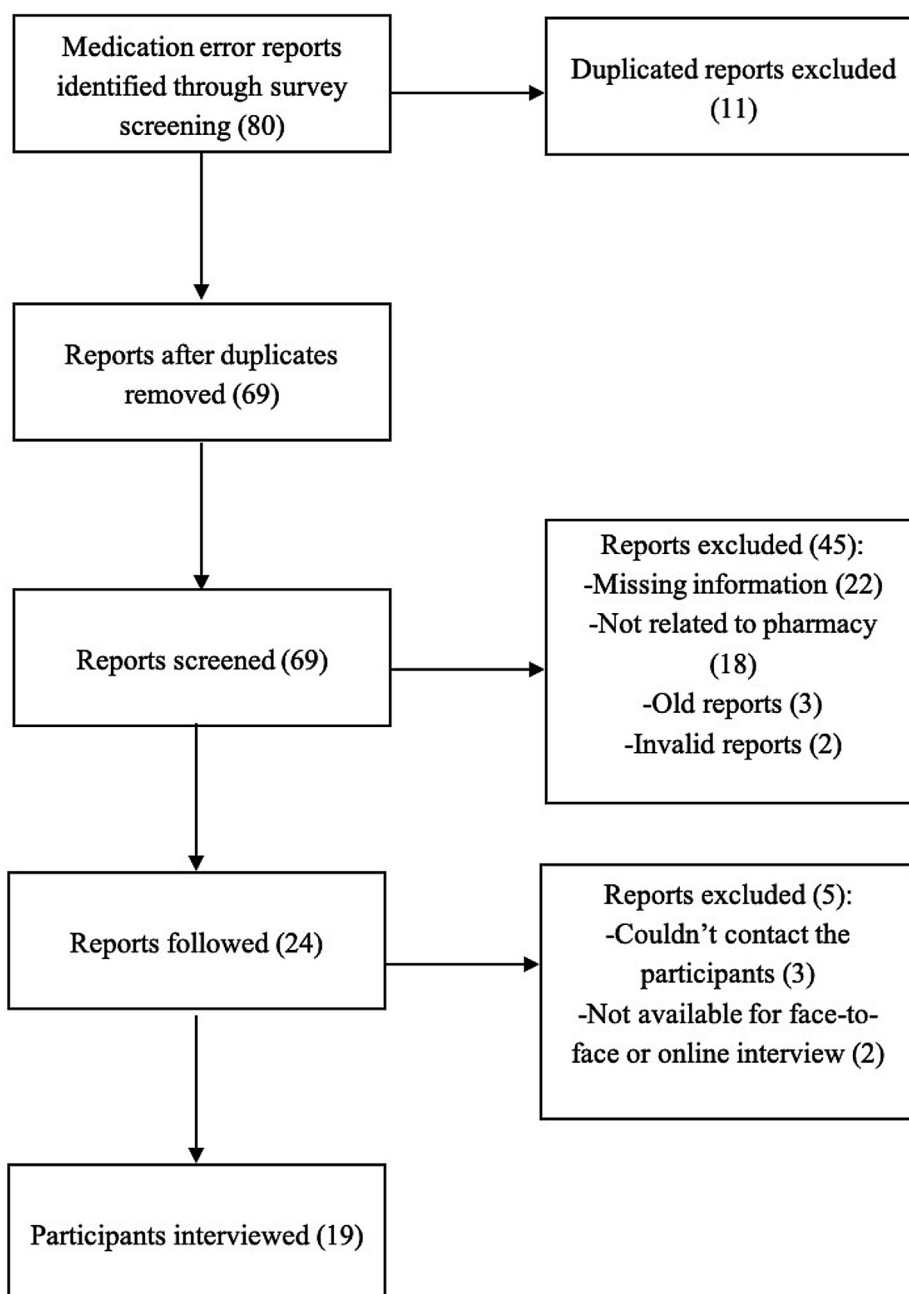 Medication error reports
identified through survey
screening (80)
Duplicated reports excluded
(11)
Reports after duplicates
removed (69)
Reports screened (69)
Reports excluded (45):
-Missing information (22)
-Not related to pharmacy
(18)
-Old reports (3)
-Invalid reports (2)
Reports followed (24)
Reports excluded (5):
-Couldn’t contact the
participants (3)
-Not available for face-to-
face or online interview (2)
Participants interviewed (19)